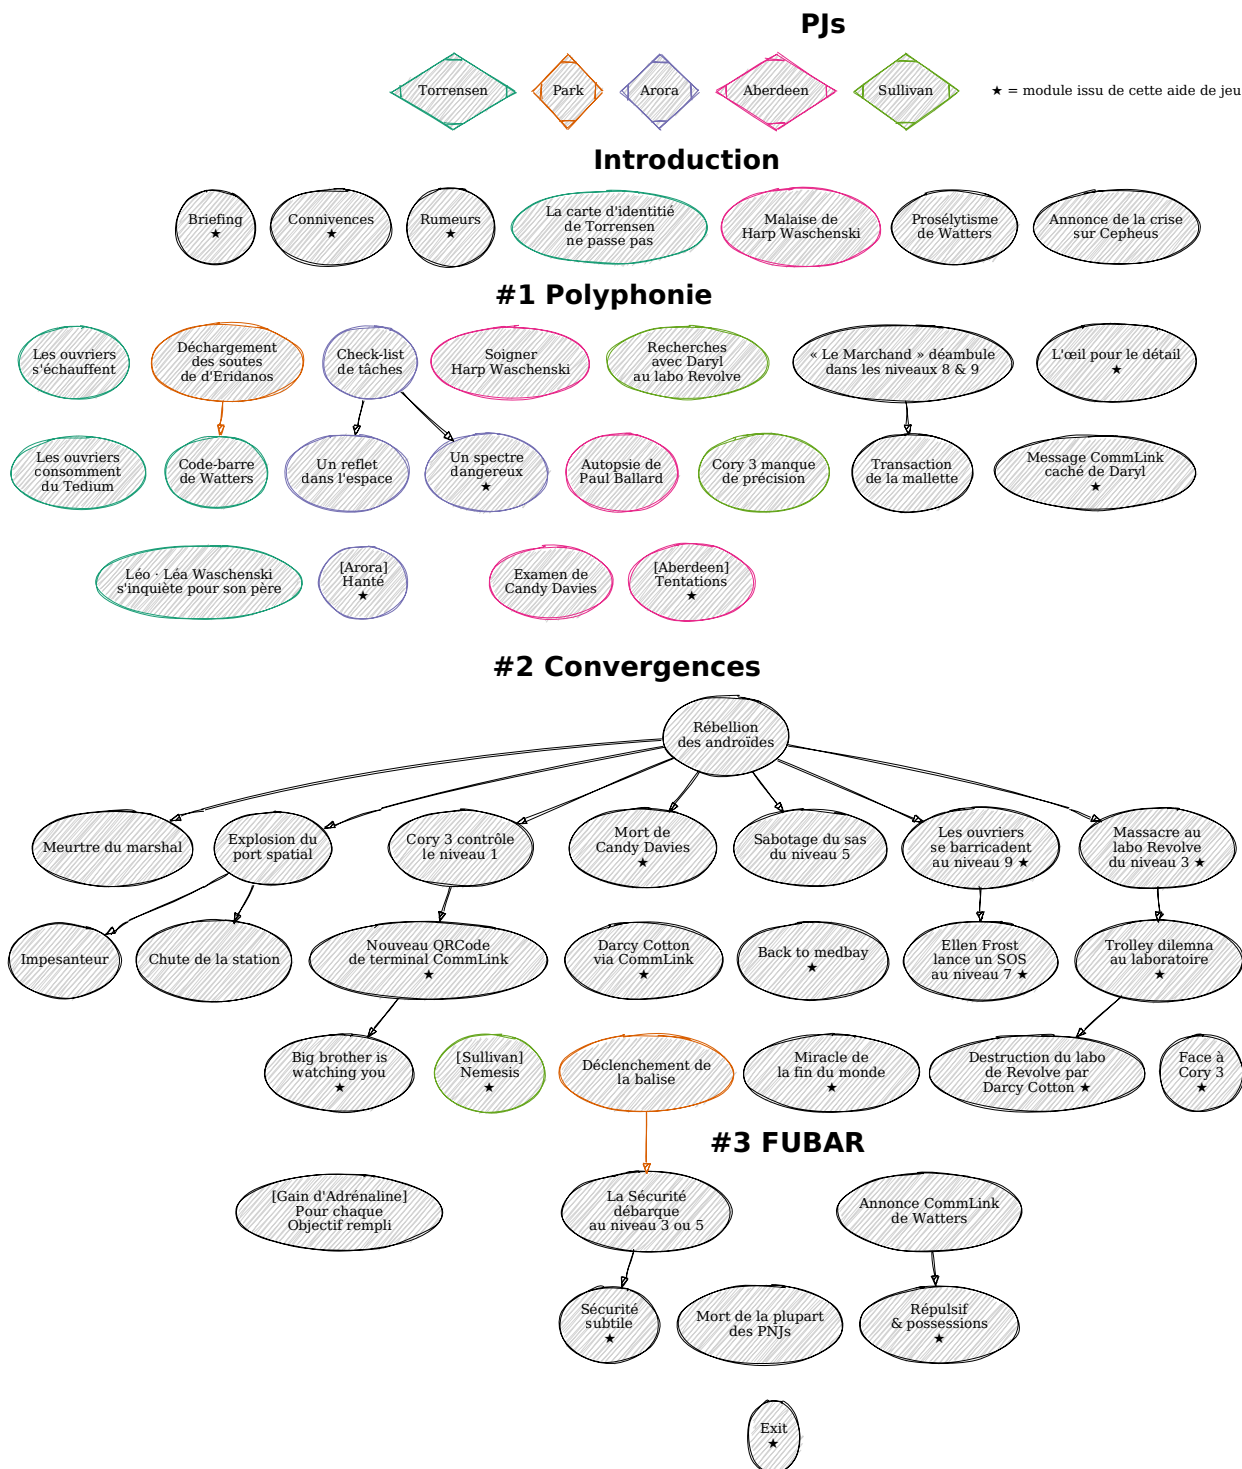 PJs
Torrensen
Park
Arora
Aberdeen
Sullivan
★ = module issu de cette aide de jeu
Introduction
Briefing
★
Connivences
★
Rumeurs
★
La carte d'identitié
de Torrensen
ne passe pas
Malaise de
Harp Waschenski
Prosélytisme
de Watters
Annonce de la crise
sur Cepheus
#1 Polyphonie
Les ouvriers
s'échauffent
Déchargement
des soutes
de d'Eridanos
Check-list
de tâches
Soigner
Harp Waschenski
Recherches
avec Daryl
au labo Revolve
« Le Marchand » déambule
dans les niveaux 8 & 9
L'œil pour le détail
★
Les ouvriers
consomment
du Tedium
Code-barre
de Watters
Un reflet
dans l'espace
Un spectre
dangereux
★
Autopsie de
Paul Ballard
Cory 3 manque
de précision
Transaction
de la mallette
Message CommLink
caché de Daryl
★
Léo · Léa Waschenski
s'inquiète pour son père
[Arora]
Hanté
★
Examen de
Candy Davies
[Aberdeen]
Tentations
★
#2 Convergences
Rébellion
des androïdes
Meurtre du marshal
Explosion du
port spatial
Cory 3 contrôle
le niveau 1
Mort de
Candy Davies
★
Sabotage du sas
du niveau 5
Les ouvriers
se barricadent
au niveau 9 ★
Massacre au
labo Revolve
du niveau 3 ★
Impesanteur
Chute de la station
Nouveau QRCode
de terminal CommLink
★
Darcy Cotton
via CommLink
★
Back to medbay
★
Ellen Frost
lance un SOS
au niveau 7 ★
Trolley dilemna
au laboratoire
★
Big brother is
watching you
★
[Sullivan]
Nemesis
★
Déclenchement de
la balise
Miracle de
la fin du monde
★
Destruction du labo
de Revolve par
Darcy Cotton ★
Face à
Cory 3
★
#3 FUBAR
[Gain d'Adrénaline]
Pour chaque
Objectif rempli
La Sécurité
débarque
au niveau 3 ou 5
Annonce CommLink
de Watters
Sécurité
subtile
★
Mort de la plupart
des PNJs
Répulsif
& possessions
★
Exit
★